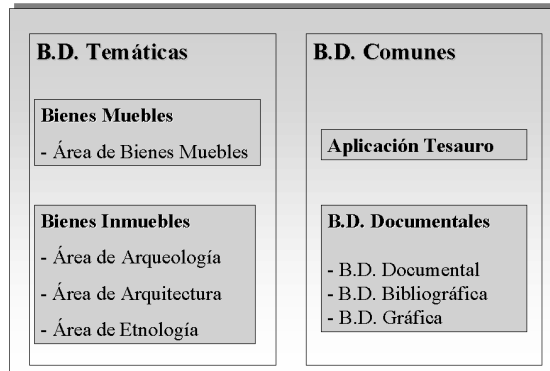 B.D. Temáticas
Bienes Muebles
- Área de Bienes Muebles
Bienes Inmuebles
- Área de Arqueología
- Área de Arquitectura
- Área de Etnología
B.D. Comunes
Aplicación Tesauro
B.D. Documentales
- B.D. Documental
- B.D. Bibliográfica
- B.D. Gráfica